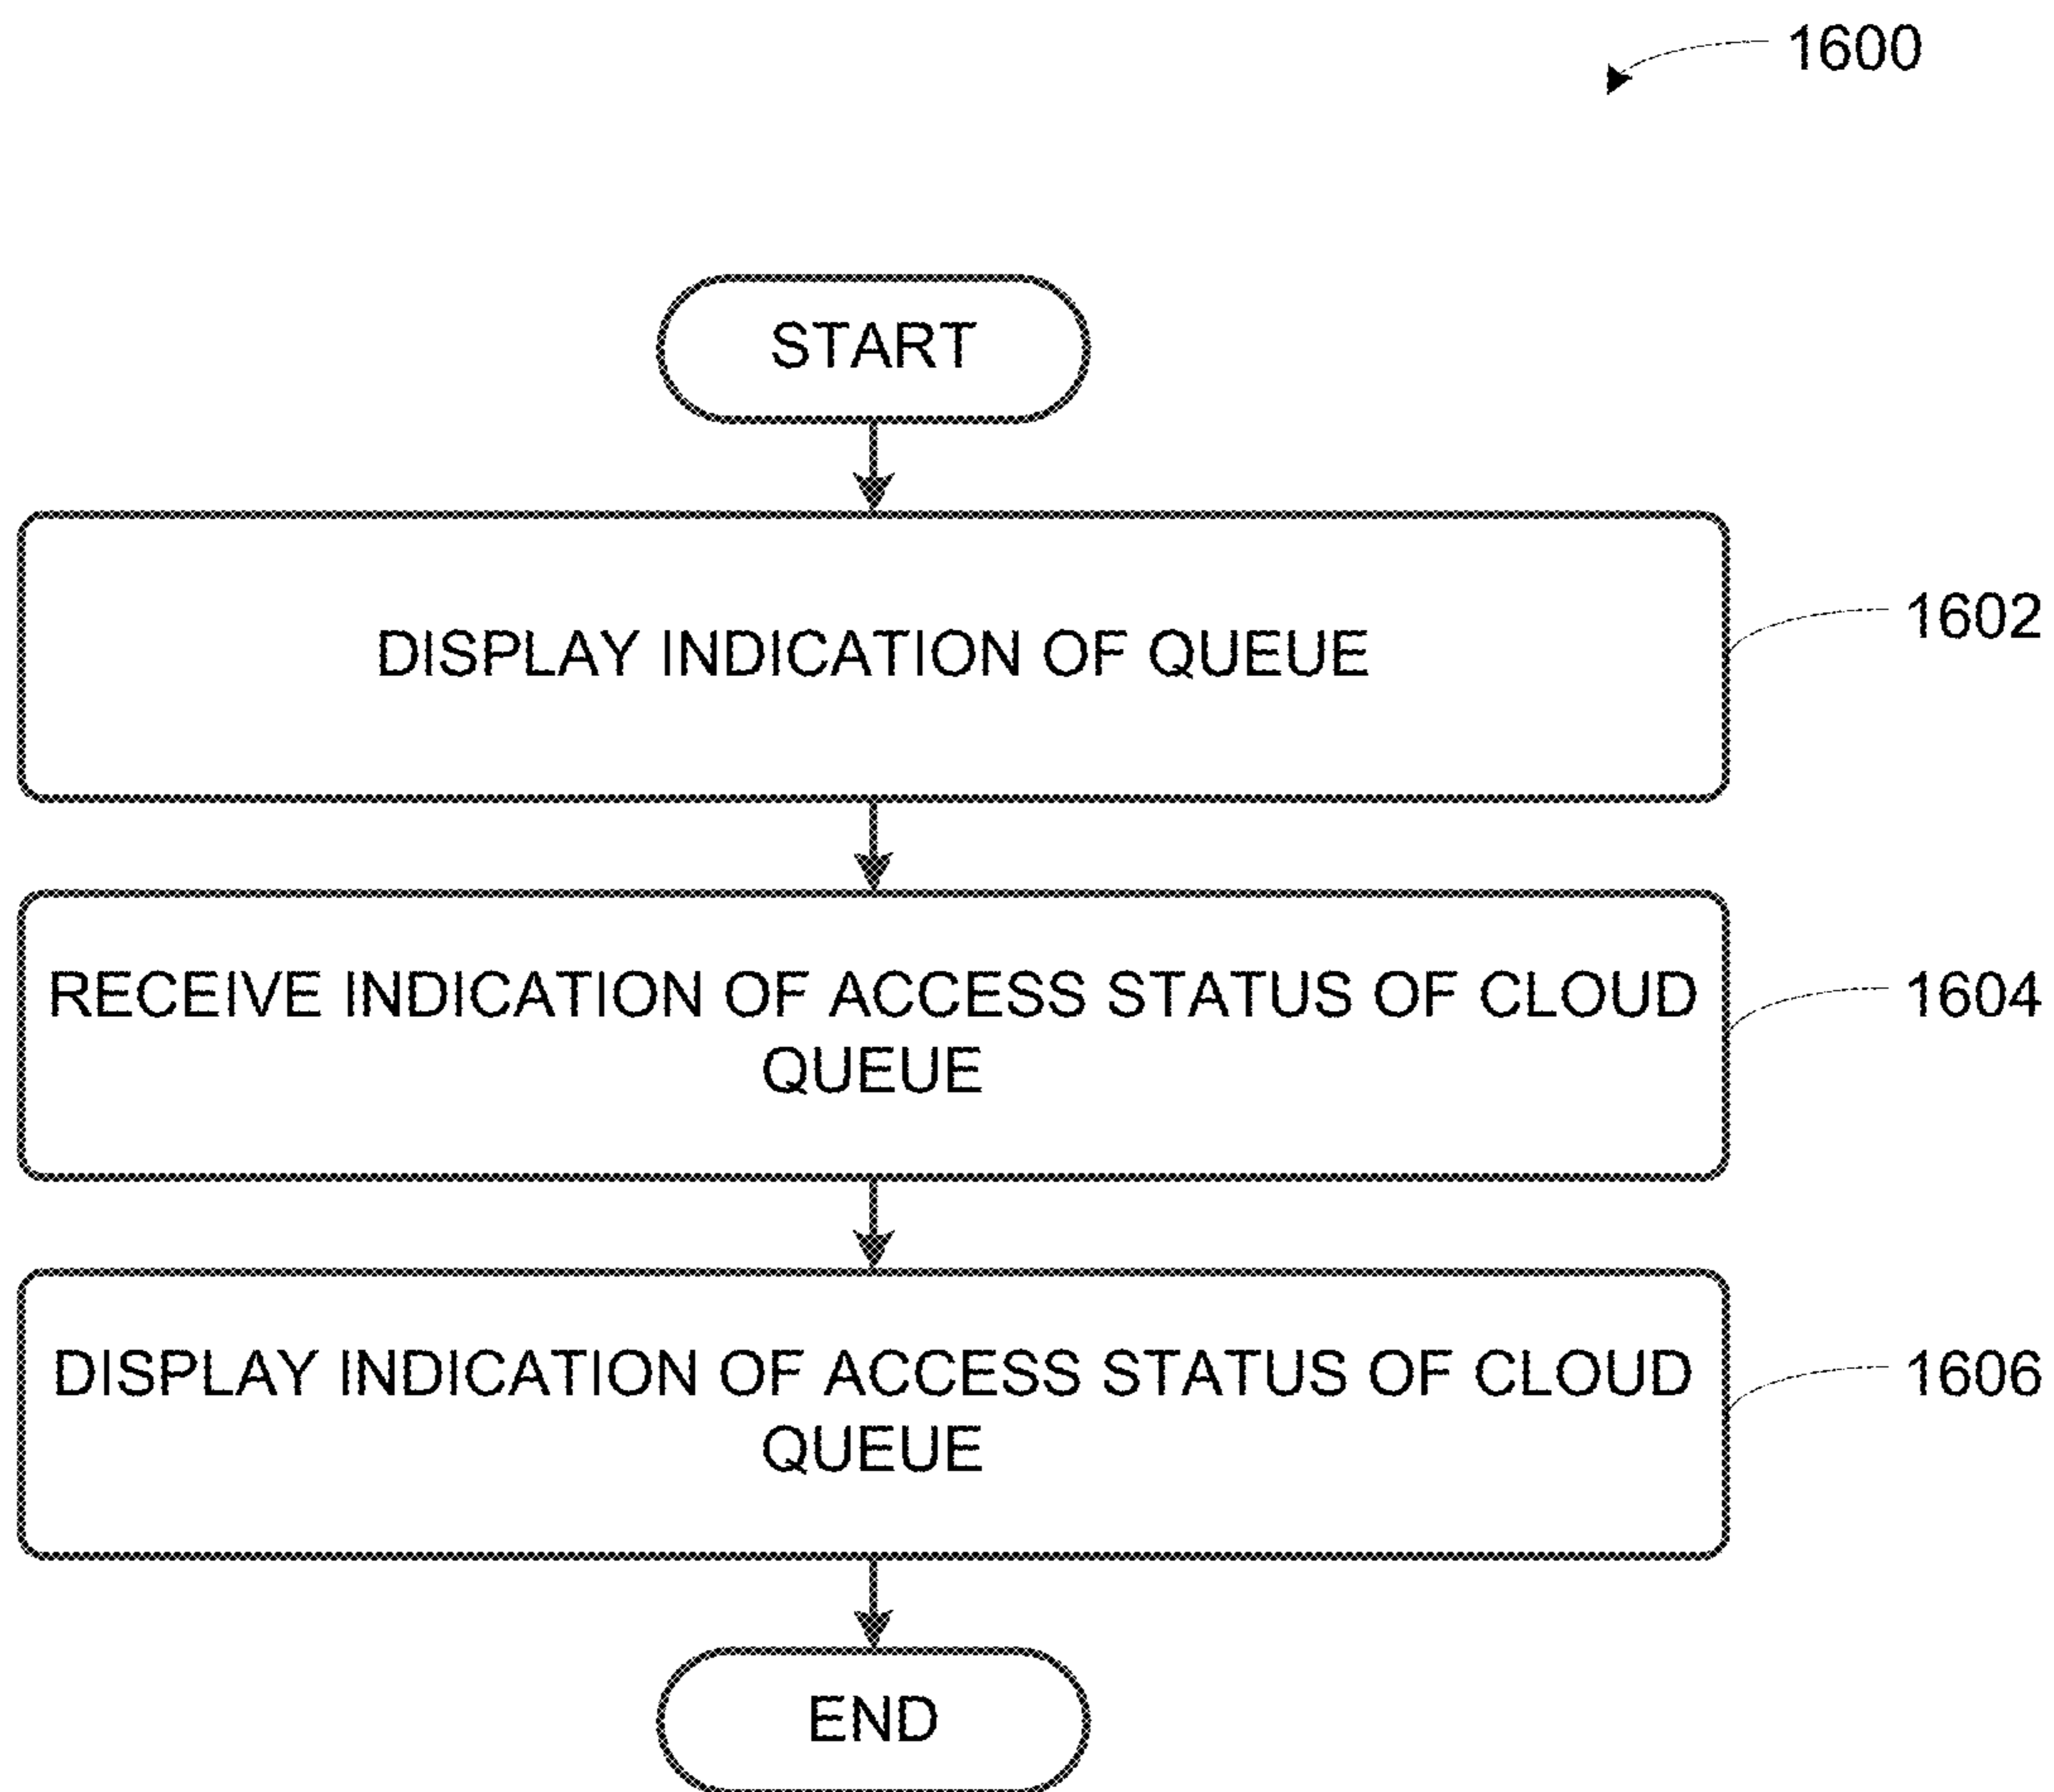 1600
START
DISPLAY INDICATION OF QUEUE
1602
RECEIVE INDICATION OF ACCESS STATUS OF CLOUD
QUEUE
1604
DISPLAY INDICATION OF ACCESS STATUS OF CLOUD
QUEUE
1606
END